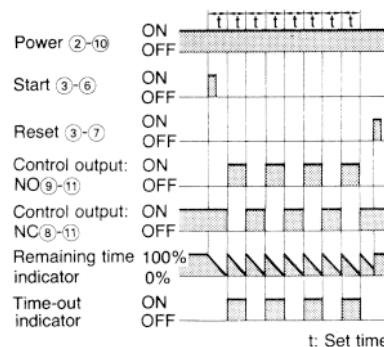 t t t t t t t t
Power ②-⑩ ON
OFF
Start ③-⑥ ON
OFF
Reset ③-⑦ ON
OFF
Control output: ON
NO⑨-⑪ OFF
Control output: ON
NC⑧-⑪ OFF
Remaining time 100%
indicator 0%
Time-out ON
indicator OFF
t: Set time